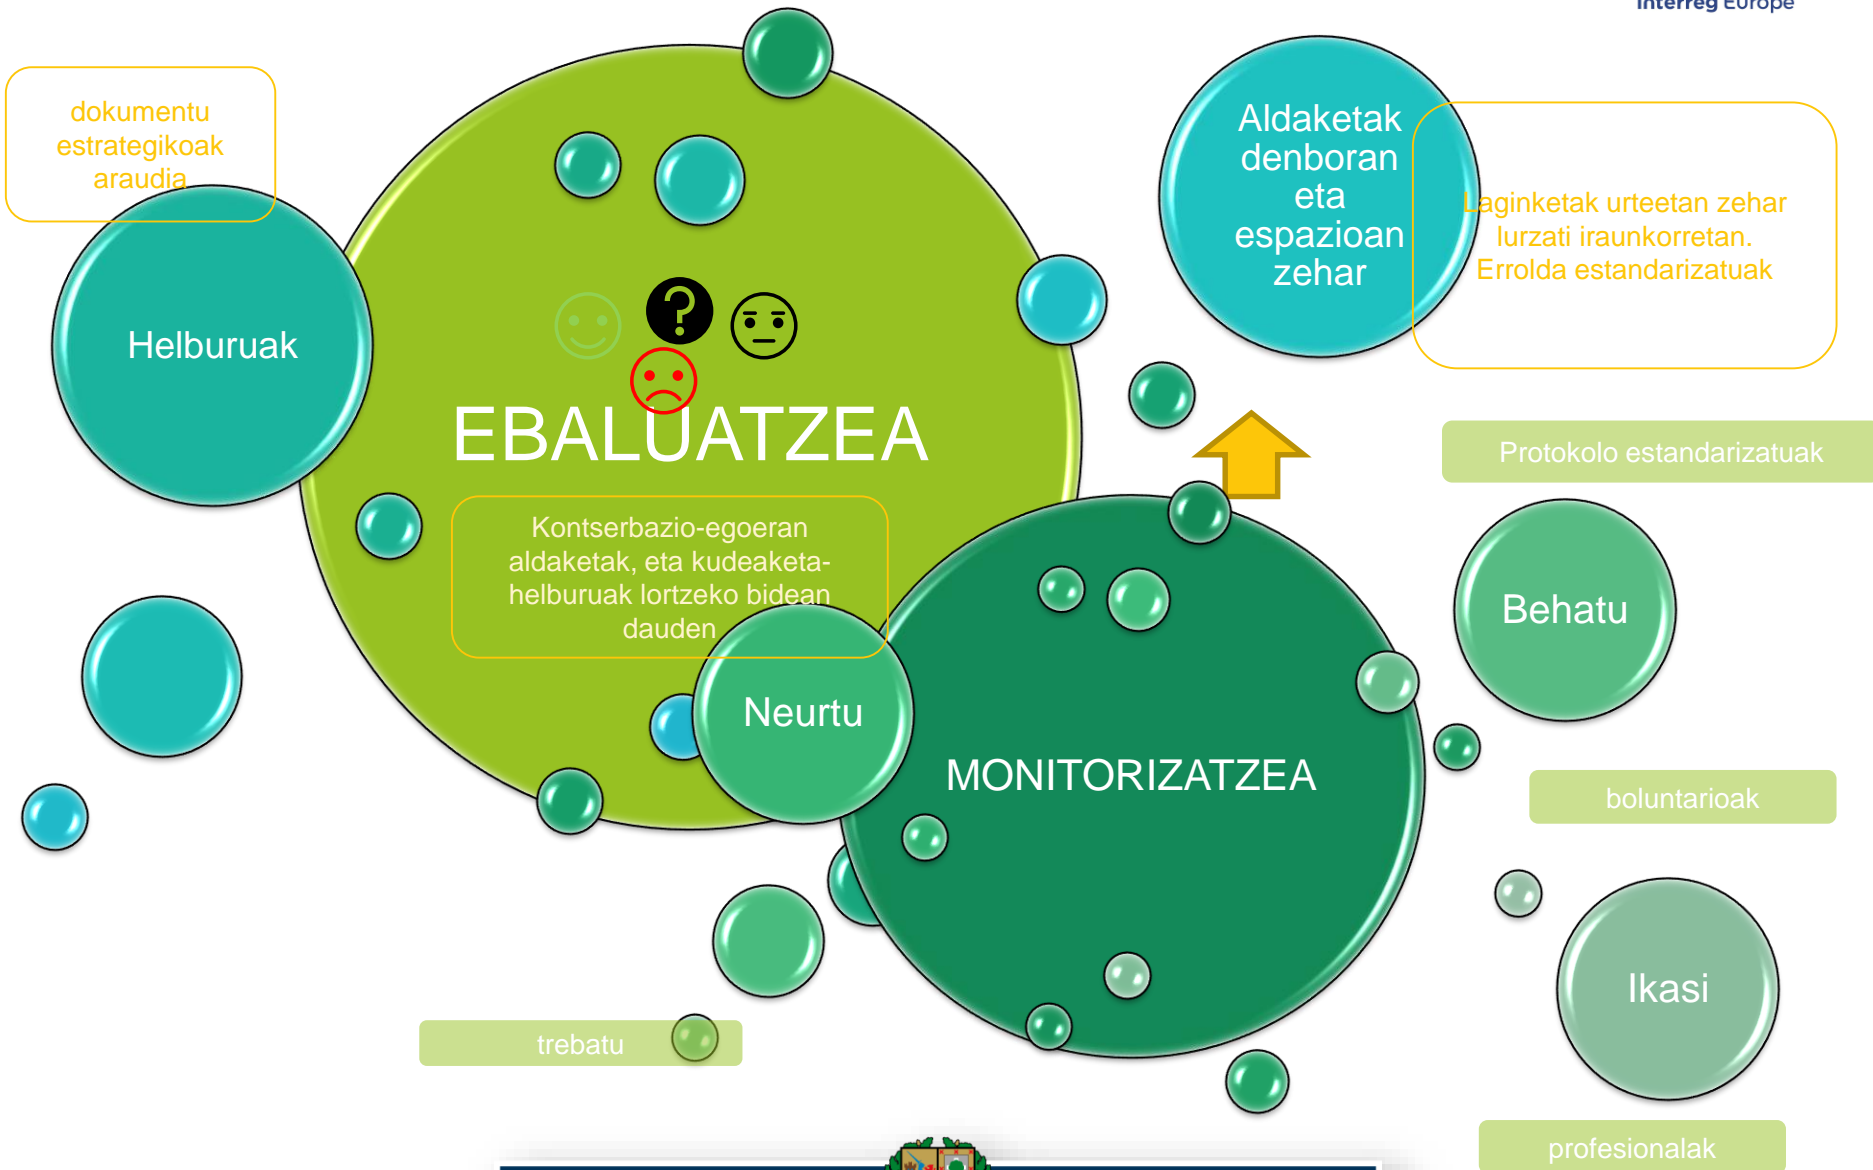 Interreg Europe
dokumentu
estrategikoak
araudia
Helburuak
EBALUATZEA
Kontserbazio-egoeran
aldaketak, eta kudeaketa-
helburuak lortzeko bidean
dauden
Aldaketak
denboran
eta
espazioan
zehar
Laginketak urteetan zehar
lurzati iraunkorretan.
Errolda estandarizatuak
Protokolo estandarizatuak
Behatu
Neurtu
MONITORIZATZEA
boluntarioak
Ikasi
trebatu
profesionalak